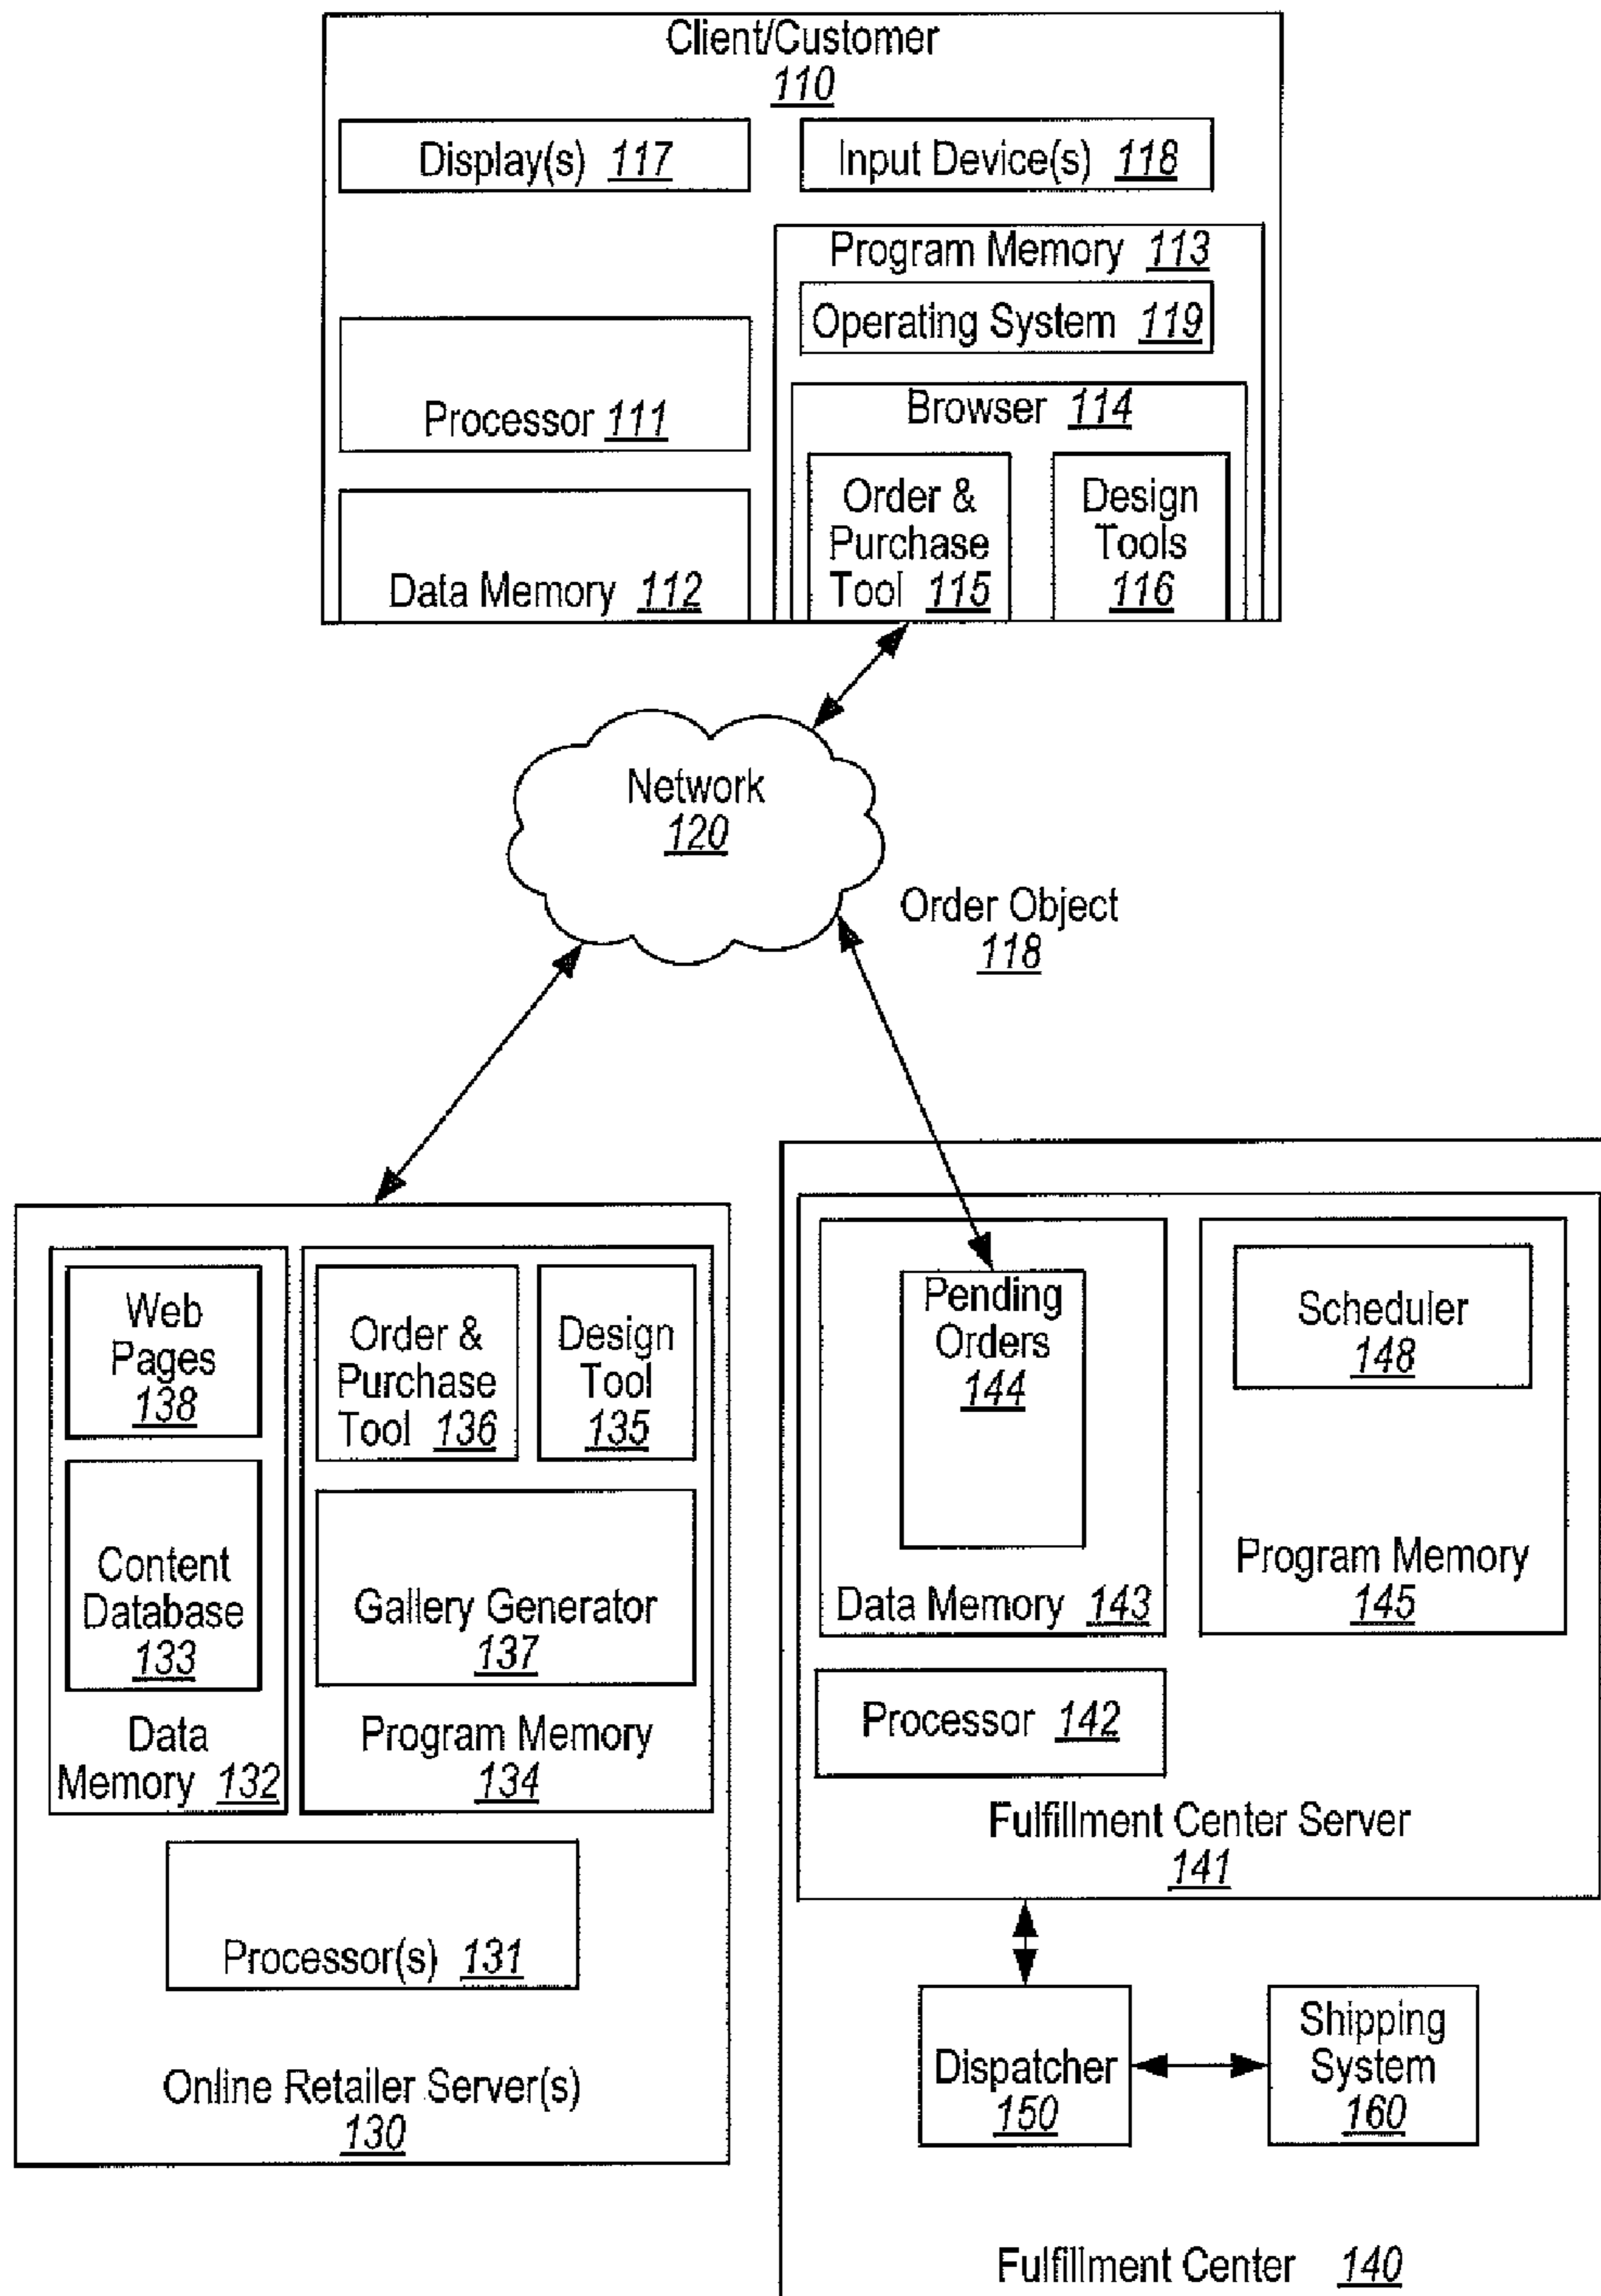 Client/Customer
110
Display(s) 117
Input Device(s) 118
Program Memory 113
Operating System 119
Processor 111
Browser 114
Order &
Purchase
Tool 115
Design
Tools
116
Data Memory 112
Network
120
Order Object
118
Web
Pages
138
Content
Database
133
Data
Memory 132
Order &
Purchase
Tool 136
Design
Tool
135
Gallery Generator
137
Program Memory
134
Processor(s) 131
Online Retailer Server(s)
130
Pending
Orders
144
Data Memory 143
Scheduler
148
Program Memory
145
Processor 142
Fulfillment Center Server
141
Dispatcher
150
Shipping
System
160
Fulfillment Center 140